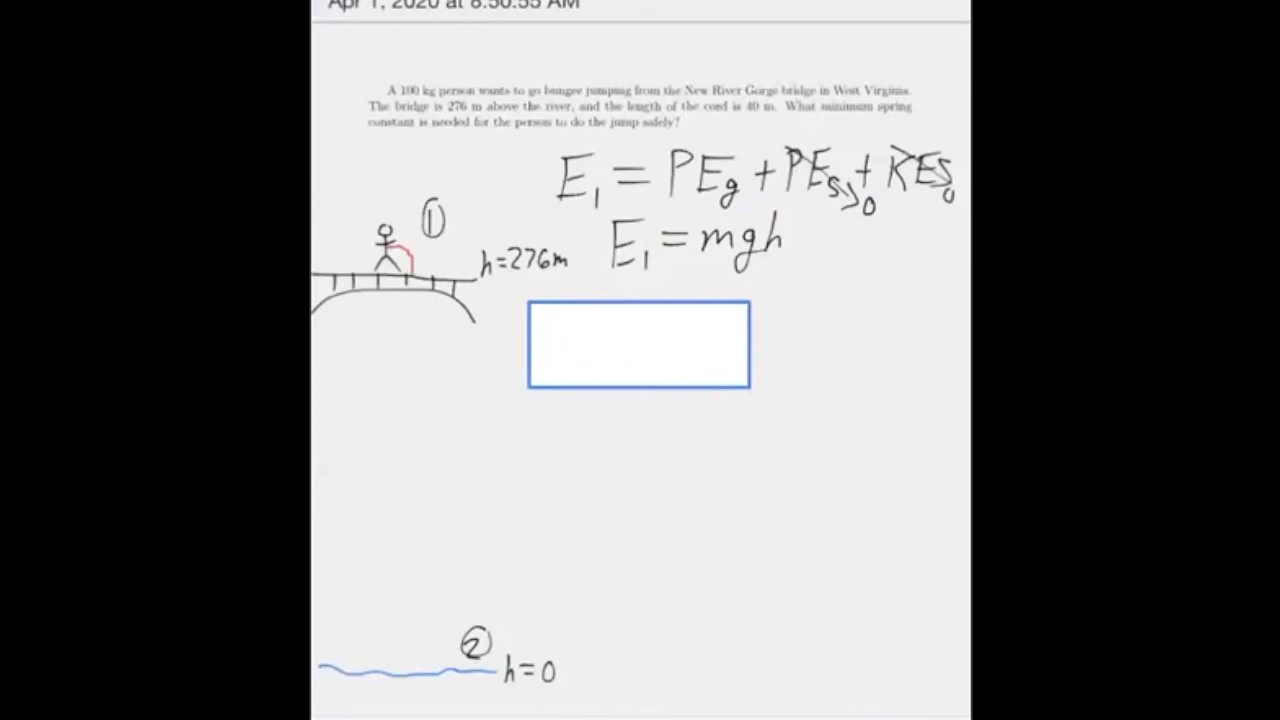 Apr 1, 2020 at 8:50:55 AM
A 100 kg person wants to go bungee jumping from the New River Gorge bridge in West Virginia.
The bridge is 276 m above the river, and the length of the cord is 40 m. What minimum spring
constant is needed for the person to do the jump safely?
E₁ = PEg + PEs→0 + KEs→0
①
E₁ = mgh
h=276m
②
h=0